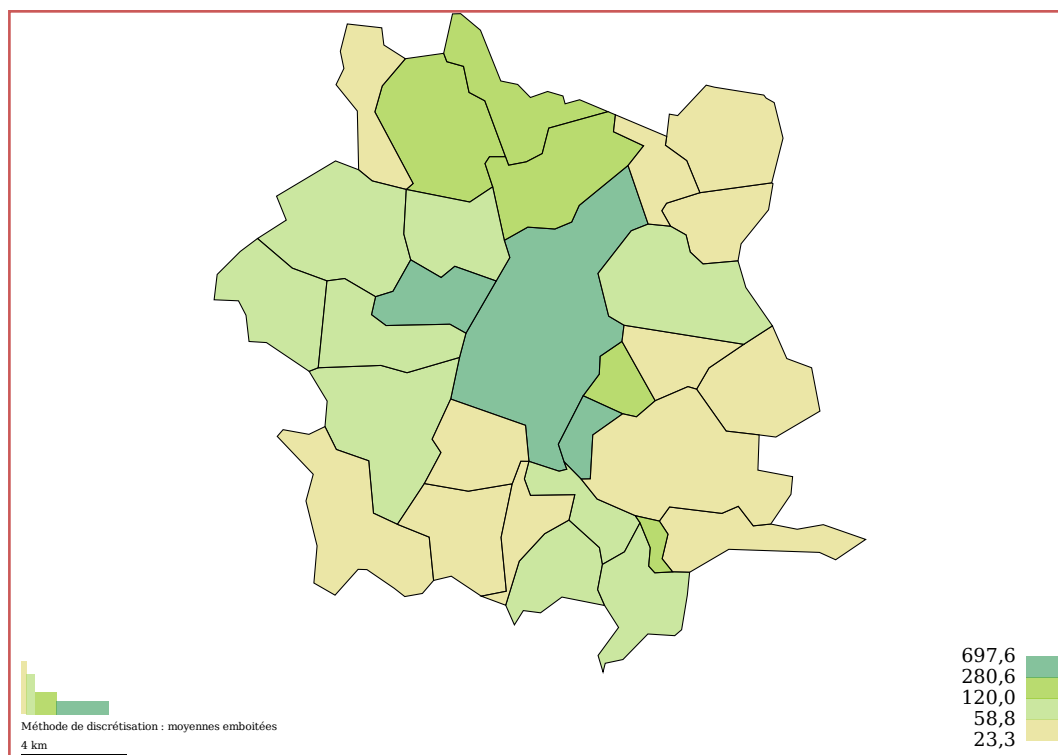 697,6
280,6
120,0
58,8
23,3
Méthode de discrétisation : moyennes emboitées
4 km